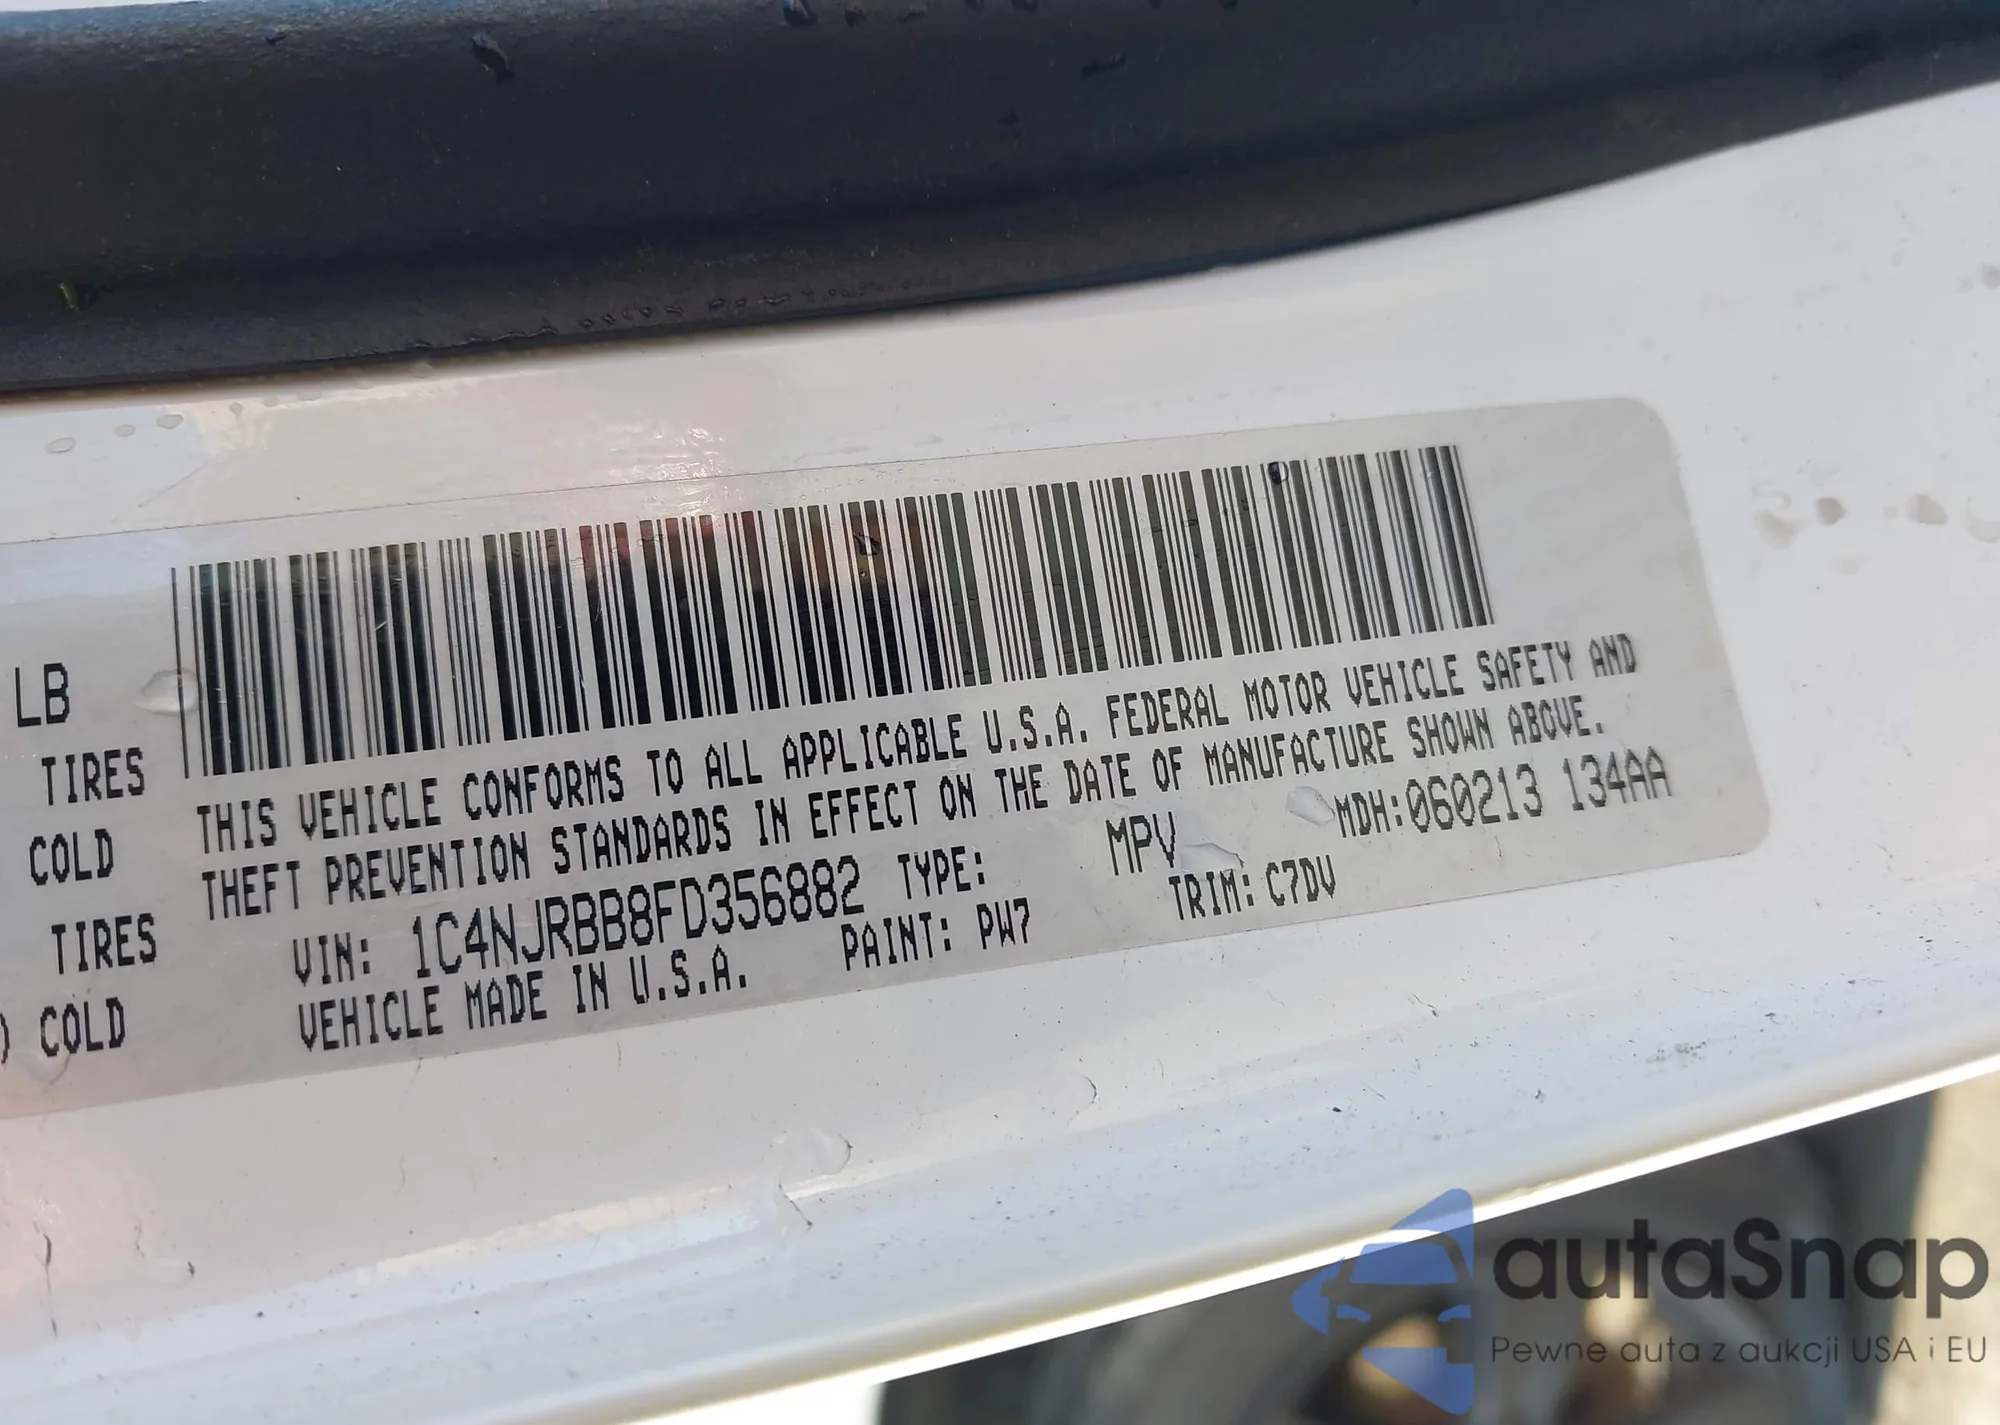 LB
TIRES
COLD
TIRES
) COLD
THIS VEHICLE CONFORMS TO ALL APPLICABLE U.S.A. FEDERAL MOTOR VEHICLE SAFETY AND
THEFT PREVENTION STANDARDS IN EFFECT ON THE DATE OF MANUFACTURE SHOWN ABOVE.
VIN: 1C4NJRBB8FD356882 TYPE: MPV MDH:060213 134AA
VEHICLE MADE IN U.S.A. PAINT: PW7 TRIM: C7DV
autaSnap
Pewne auta z aukcji USA i EU